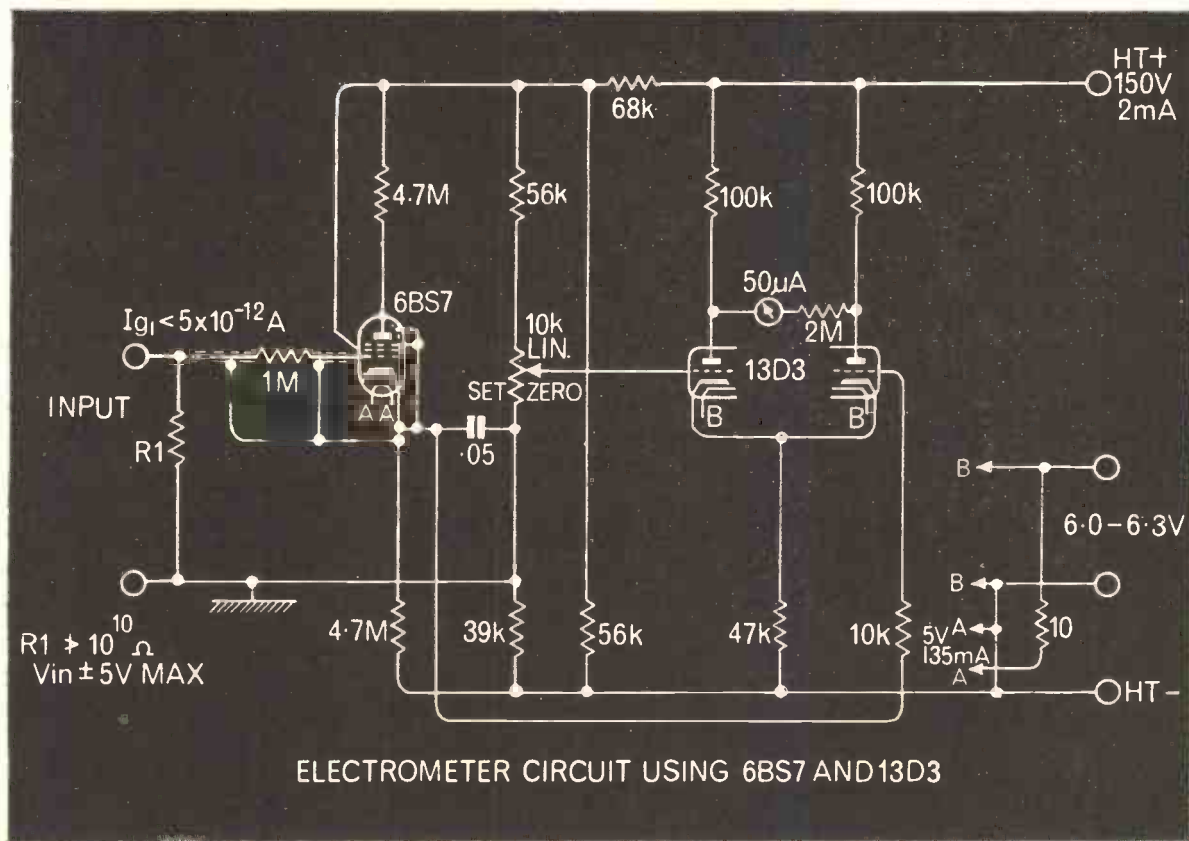 HT+
150V
2mA
68k
4.7M
56k
100k
100k
6BS7
50µA
2M
Ig₁ < 5x10⁻¹²A
1M
10k
LIN.
SET ZERO
13D3
INPUT
R1
A A
.05
B
B
B
6·0–6·3V
B
R1 ≯ 10¹⁰ Ω
Vin ± 5V MAX
4·7M
39k
56k
47k
10k
5V A
135mA
A
10
HT –
ELECTROMETER CIRCUIT USING 6BS7 AND 13D3